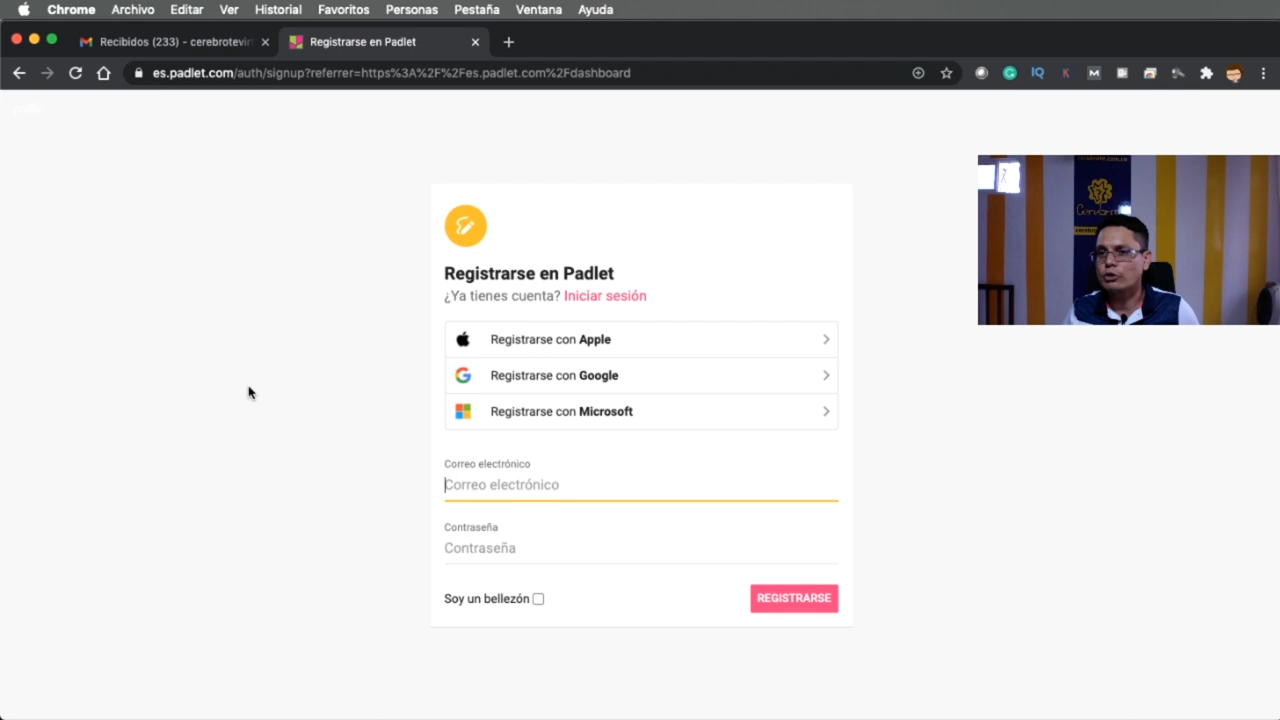 Chrome Archivo Editar Ver Historial Favoritos Personas Pestaña Ventana Ayuda
Recibidos (233) - cerebrotevir
Registrarse en Padlet
es.padlet.com/auth/signup?referrer=https%3A%2F%2Fes.padlet.com%2Fdashboard
Registrarse en Padlet
¿Ya tienes cuenta? Iniciar sesión
Registrarse con Apple
Registrarse con Google
Registrarse con Microsoft
Correo electrónico
Correo electrónico
Contraseña
Contraseña
Soy un bellezón
REGISTRARSE